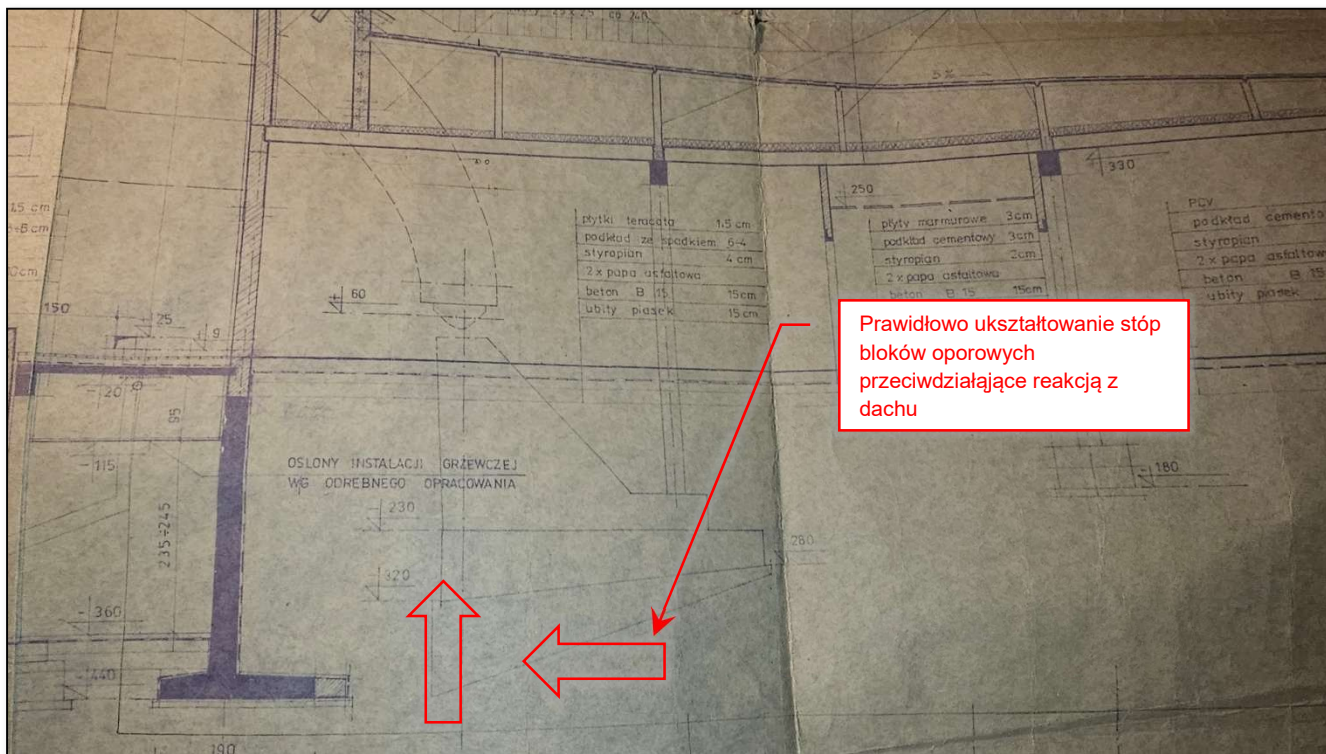 5%
330
250
płytki teracota 1,5 cm
podkład ze spadkiem 6-4
styropian 4 cm
2 x papa asfaltowa
beton B 15 15cm
ubity piasek 15 cm
płyty marmurowe 3cm
podkład cementowy 3cm
styropian 2cm
2 x papa asfaltowa
beton B 15 15cm
PCV
podkład cemento
styropian
2 x papa asfaltowa
beton B 15
ubity piasek
60
150
25
9
-20
95
-115
Prawidłowo ukształtowanie stóp
bloków oporowych
przeciwdziałąjące reakcją z
dachu
OSŁONY INSTALACJI GRZEWCZEJ
WG ODRĘBNEGO OPRACOWANIA
-180
-230
235÷245
-280
-320
-360
-440
190